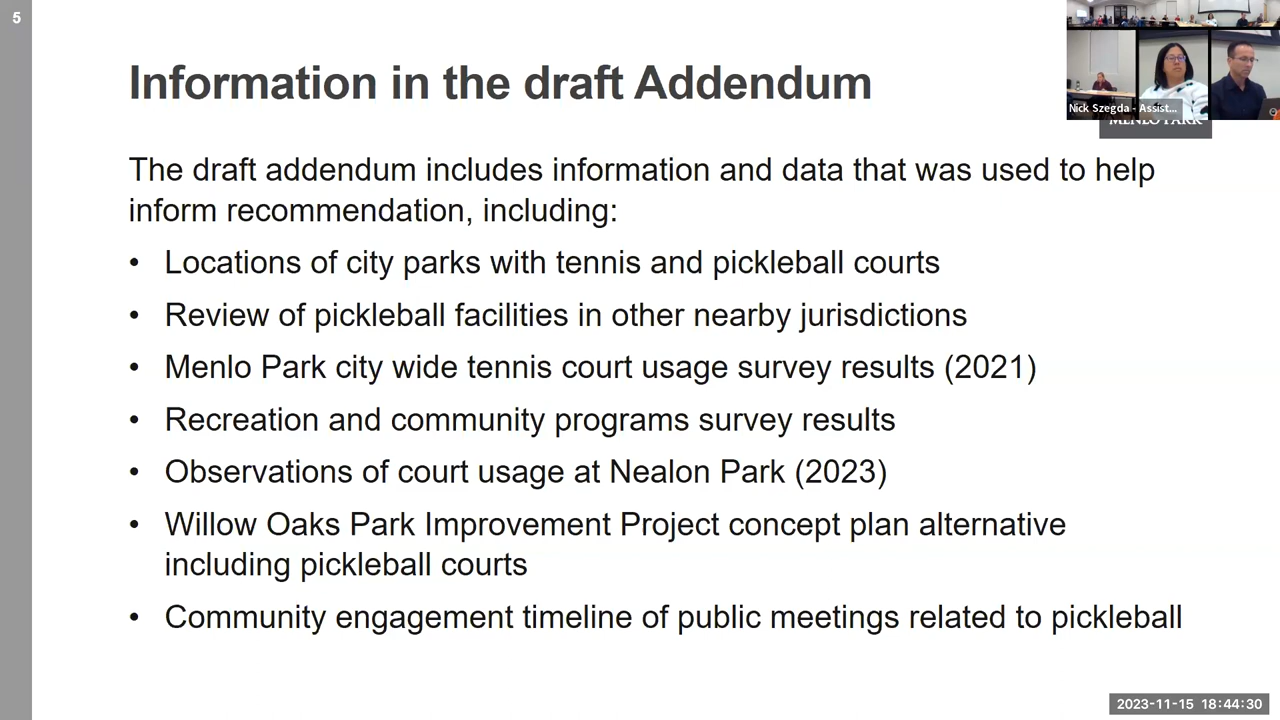 5
Information in the draft Addendum
Nick Szegda - Assist...
MENLO PARK
The draft addendum includes information and data that was used to help
inform recommendation, including:
• Locations of city parks with tennis and pickleball courts
• Review of pickleball facilities in other nearby jurisdictions
• Menlo Park city wide tennis court usage survey results (2021)
• Recreation and community programs survey results
• Observations of court usage at Nealon Park (2023)
• Willow Oaks Park Improvement Project concept plan alternative
including pickleball courts
• Community engagement timeline of public meetings related to pickleball
2023-11-15 18:44:30